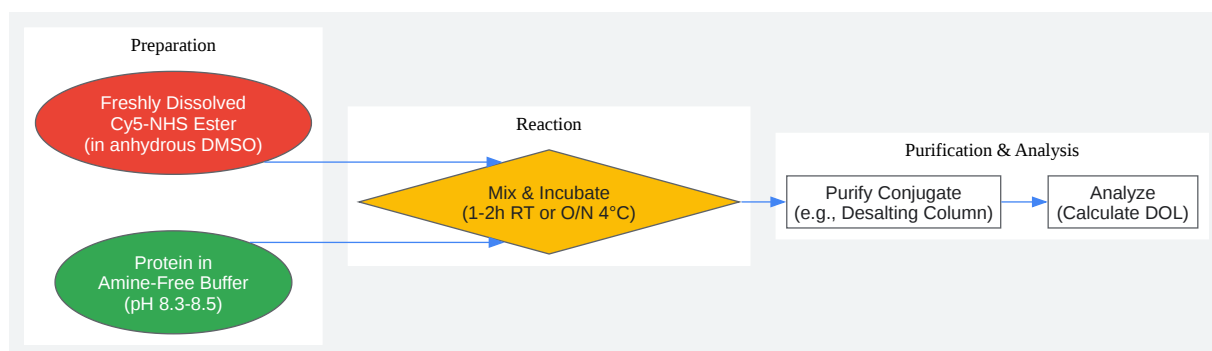 Preparation
Freshly Dissolved
Cy5-NHS Ester
(in anhydrous DMSO)
Protein in
Amine-Free Buffer
(pH 8.3-8.5)
Reaction
Mix & Incubate
(1-2h RT or O/N 4°C)
Purification & Analysis
Purify Conjugate
(e.g., Desalting Column)
Analyze
(Calculate DOL)